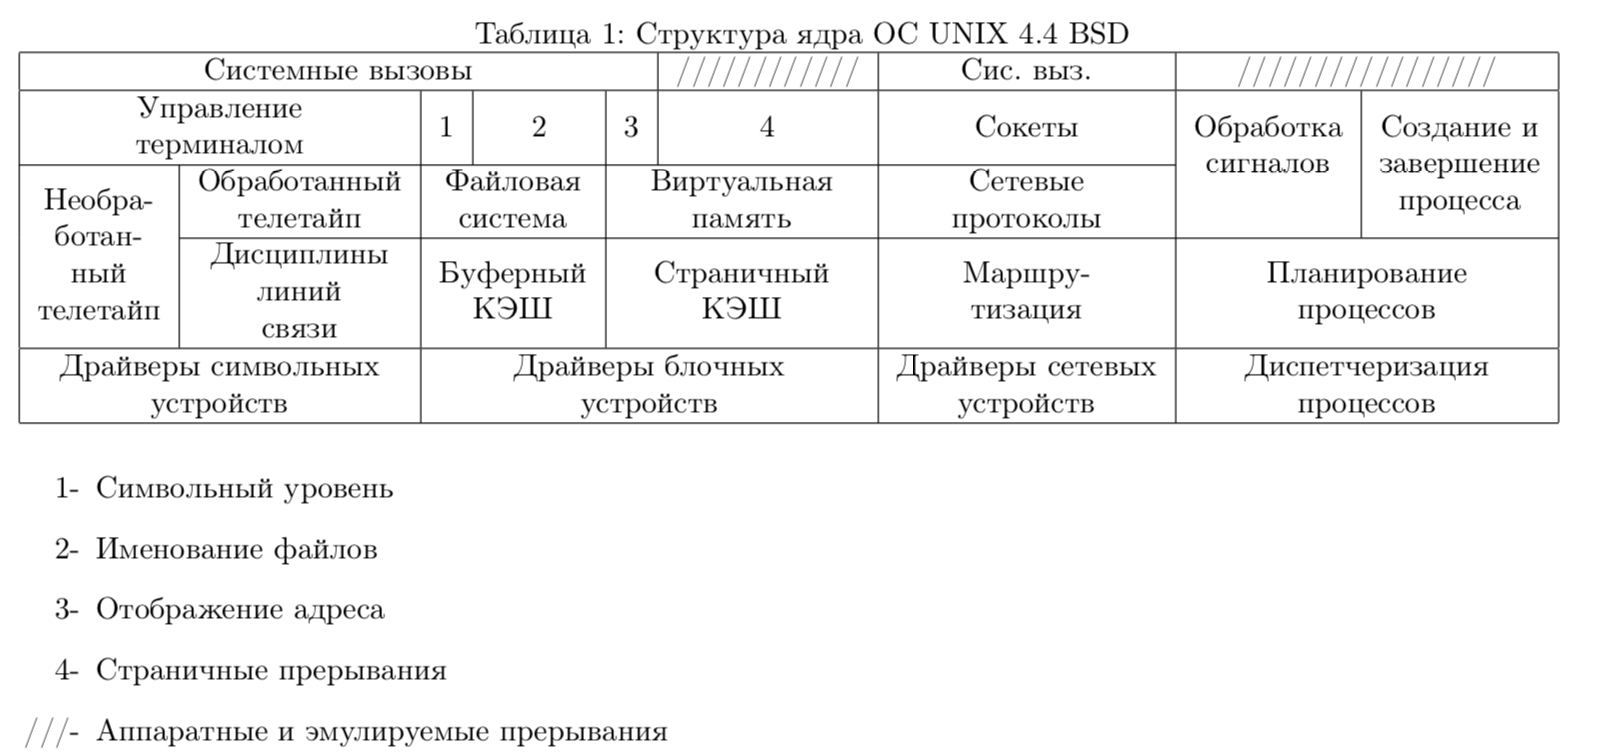 Таблица 1: Структура ядра ОС UNIX 4.4 BSD
Системные вызовы //////////////  Сис. выз. ////////////////////
Управление
терминалом
1
2
3
4
Сокеты
Обработка
сигналов
Создание и
завершение
процесса
Необра-
ботан-
ный
телетайп
Обработанный
телетайп
Файловая
система
Виртуальная
память
Сетевые
протоколы
Дисциплины
линий
связи
Буферный
КЭШ
Страничный
КЭШ
Маршру-
тизация
Планирование
процессов
Драйверы символьных
устройств
Драйверы блочных
устройств
Драйверы сетевых
устройств
Диспетчеризация
процессов
1- Символьный уровень
2- Именование файлов
3- Отображение адреса
4- Страничные прерывания
///- Аппаратные и эмулируемые прерывания